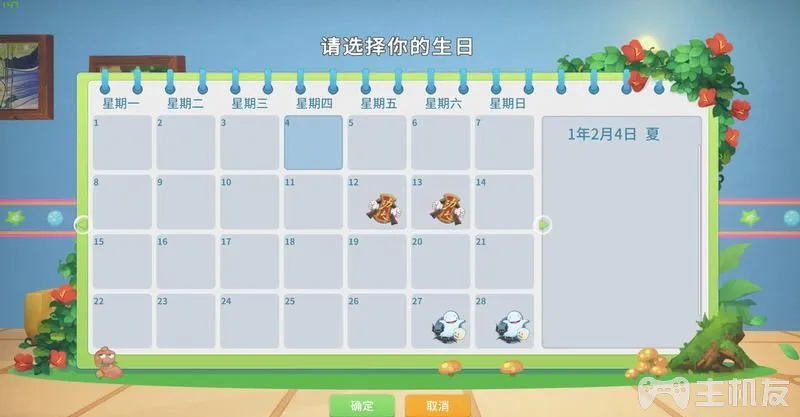 请选择你的生日
夏
星期一 星期二 星期三 星期四 星期五 星期六 星期日
1 2 3 4 5 6 7
1年2月4日 夏
8 9 10 11 12 13 14
15 16 17 18 19 20 21
22 23 24 25 26 27 28
确定 取消
主机友